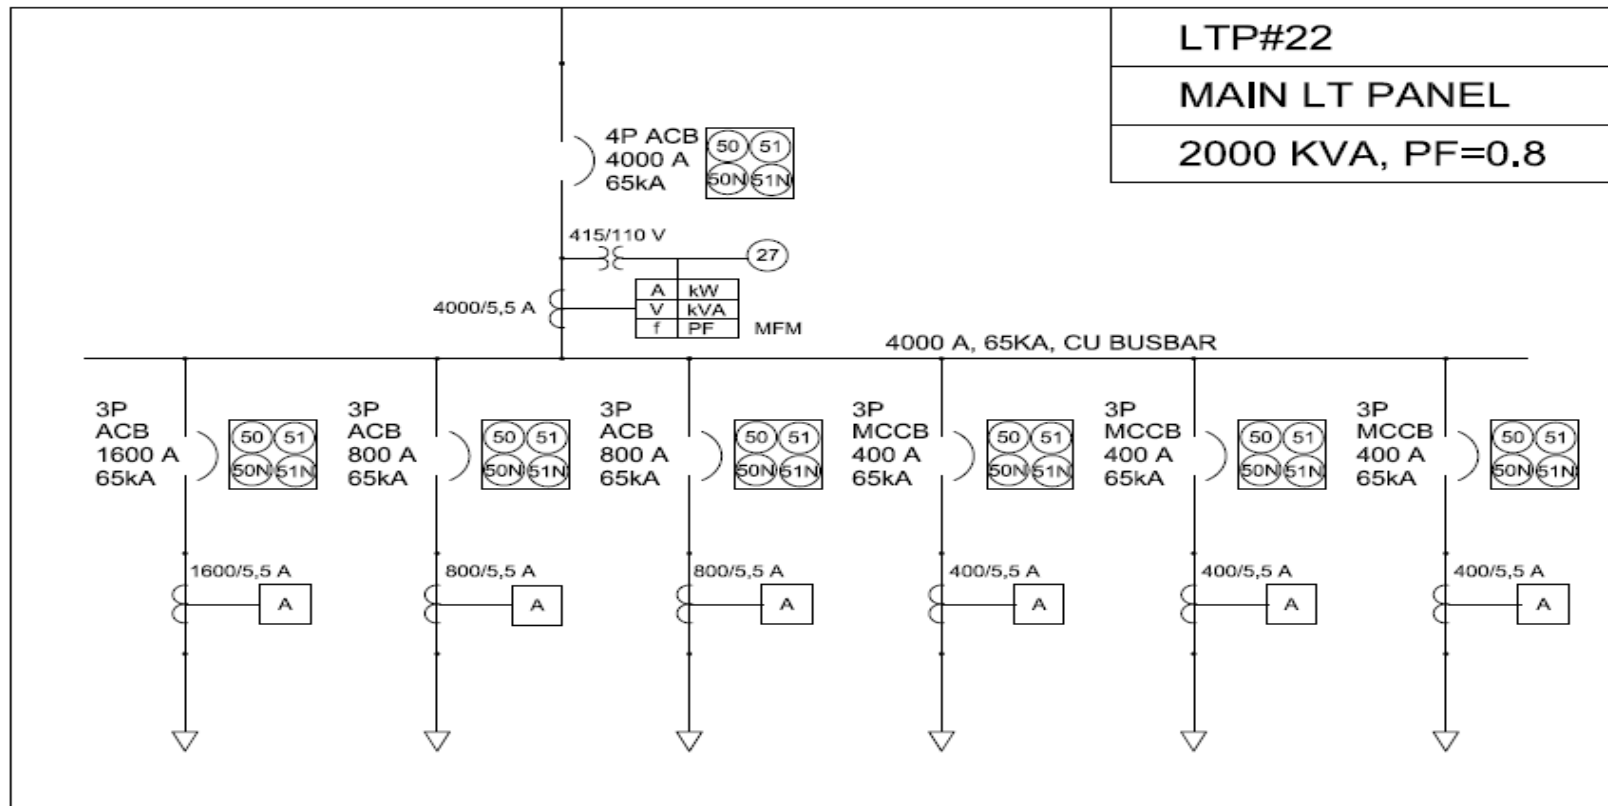 LTP#22
MAIN LT PANEL
2000 KVA, PF=0.8
4P ACB
4000 A
65kA
50 51
50N 51N
415/110 V
27
4000/5,5 A
A kW
V kVA
f PF
MFM
4000 A, 65KA, CU BUSBAR
3P
ACB
1600 A
65kA
50 51
50N 51N
1600/5,5 A
A
3P
ACB
800 A
65kA
50 51
50N 51N
800/5,5 A
A
3P
ACB
800 A
65kA
50 51
50N 51N
800/5,5 A
A
3P
MCCB
400 A
65kA
50 51
50N 51N
400/5,5 A
A
3P
MCCB
400 A
65kA
50 51
50N 51N
400/5,5 A
A
3P
MCCB
400 A
65kA
50 51
50N 51N
400/5,5 A
A